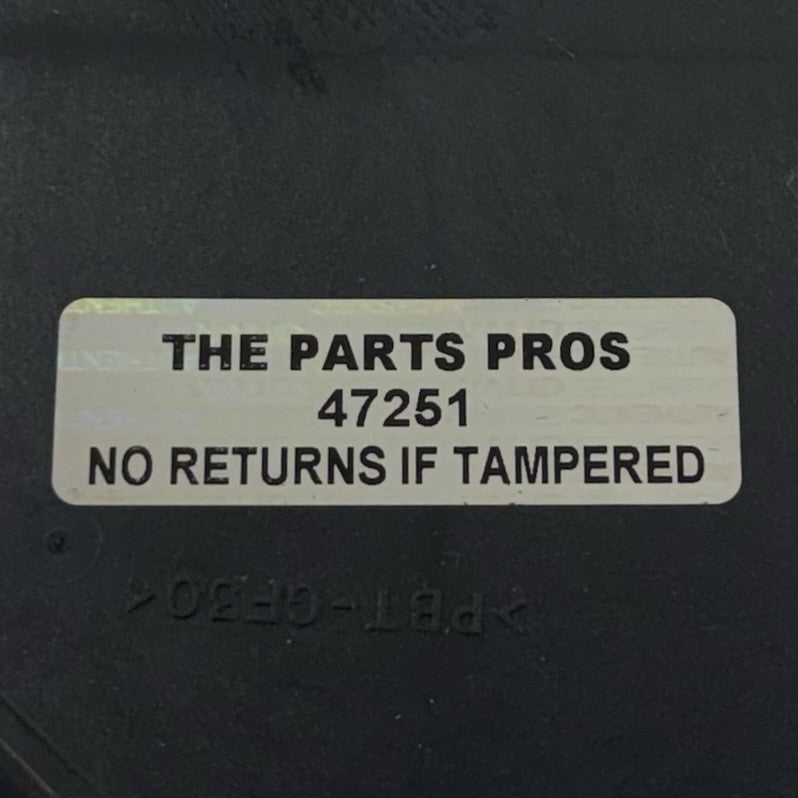 THE PARTS PROS
47251
NO RETURNS IF TAMPERED
>PBT-GF30<